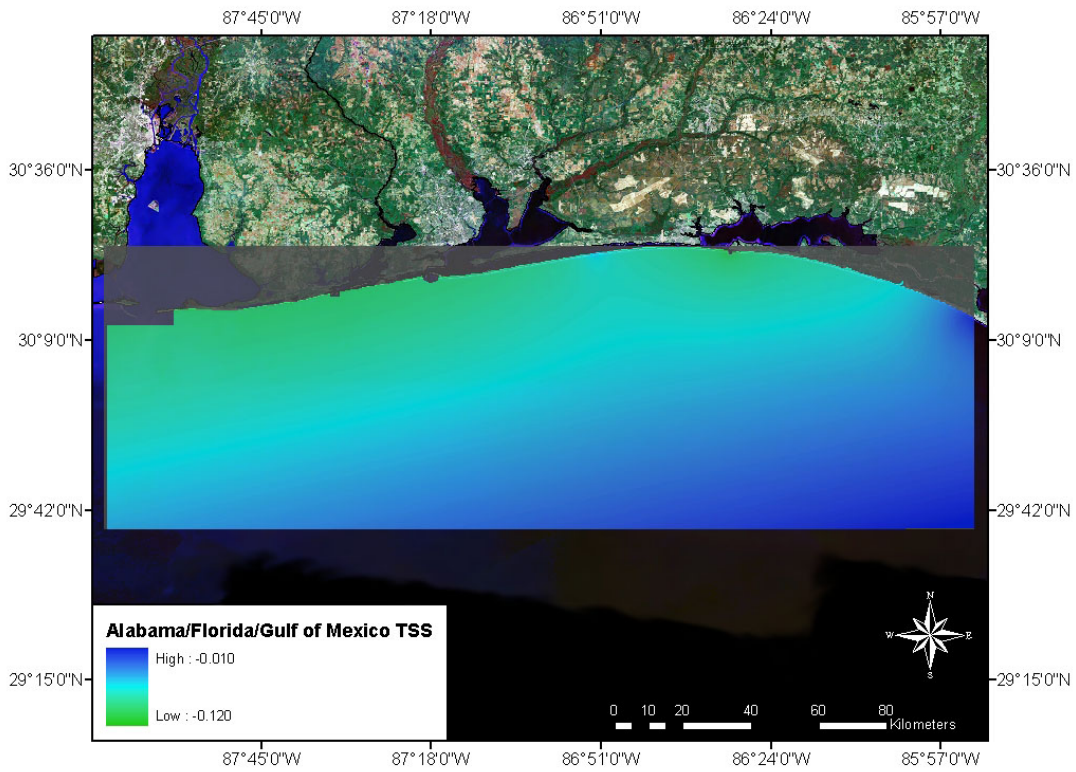 87°45'0"W 87°18'0"W 86°51'0"W 86°24'0"W 85°57'0"W
30°36'0"N 30°36'0"N
30°9'0"N 30°9'0"N
29°42'0"N 29°42'0"N
N
W E
S
Alabama/Florida/Gulf of Mexico TSS
High : -0.010
Low : -0.120
29°15'0"N 29°15'0"N
0 10 20 40 60 80
Kilometers
87°45'0"W 87°18'0"W 86°51'0"W 86°24'0"W 85°57'0"W